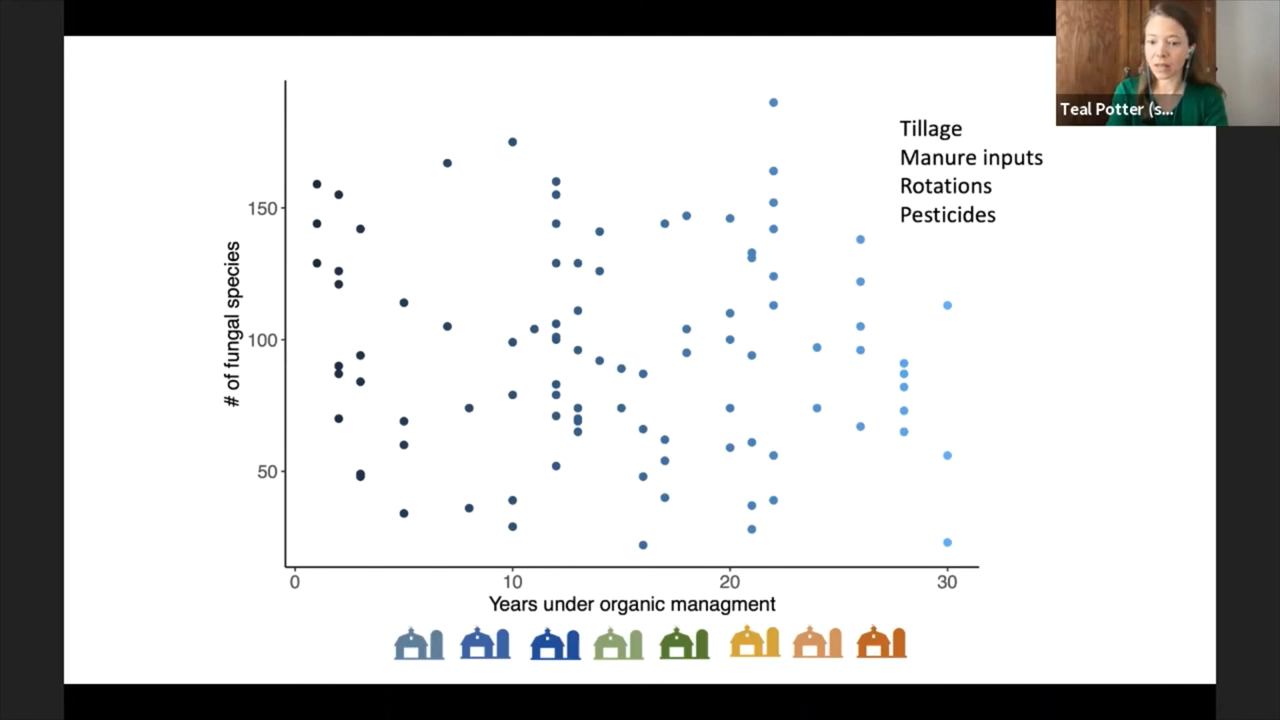 Teal Potter (s...
Tillage
Manure inputs
Rotations
Pesticides
# of fungal species
150
100
50
0
10
20
30
Years under organic managment